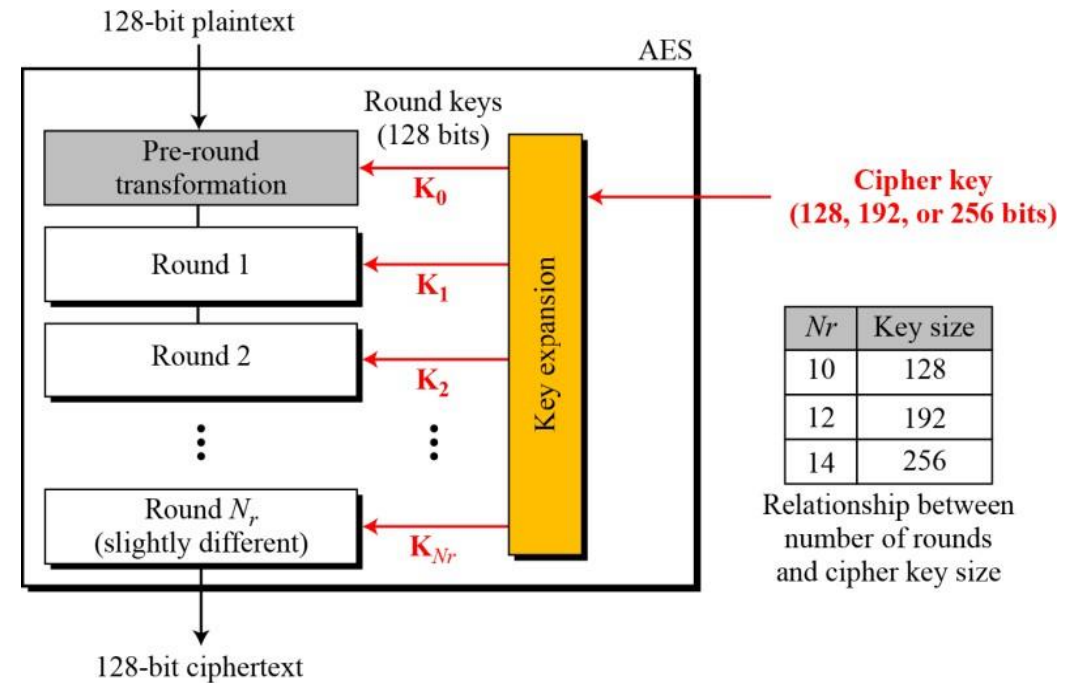 128-bit plaintext
AES
Round keys
(128 bits)
Pre-round
transformation
K₀
Cipher key
(128, 192, or 256 bits)
Round 1
K₁
Round 2
K₂
Key expansion
Round Nᵣ
(slightly different)
K_Nr
128-bit ciphertext
Nr Key size
10 128
12 192
14 256
Relationship between
number of rounds
and cipher key size